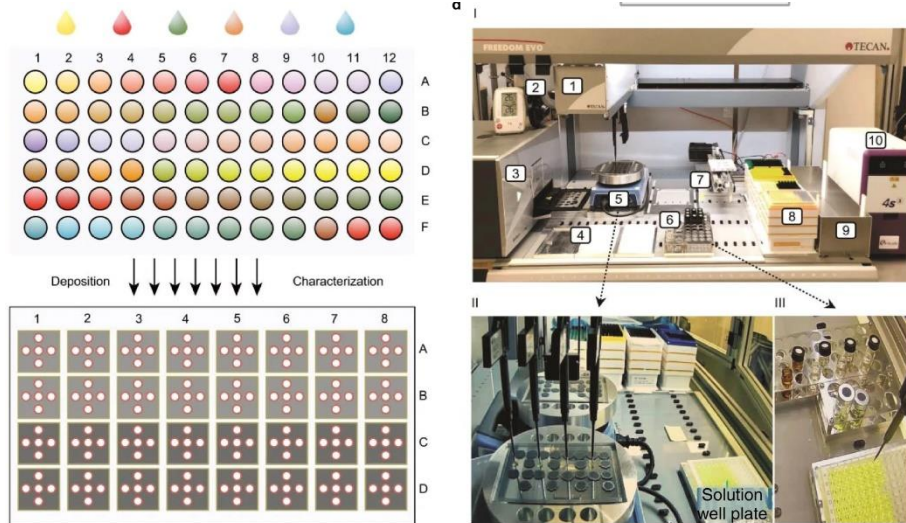 1 2 3 4 5 6 7 8 9 10 11 12
A
B
C
D
E
F
Deposition
Characterization
1 2 3 4 5 6 7 8
A
B
C
D
d
I
FREEDOM EVO
TECAN.
TECAN.
1
2
3
4
5
6
7
8
9
10
4s
II
III
Solution
well plate